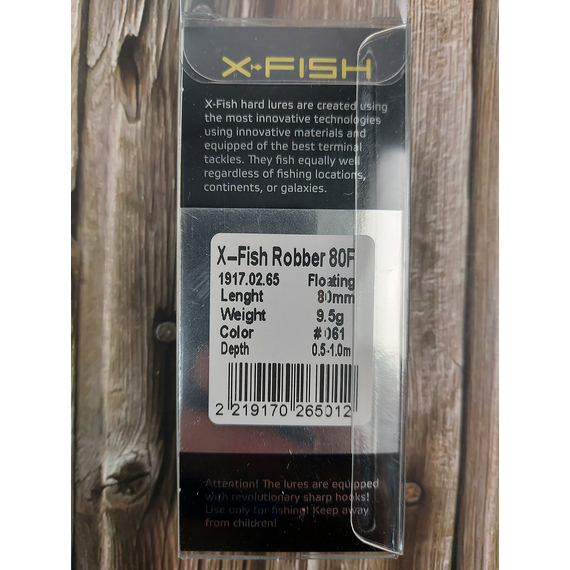 X-FISH
X-Fish hard lures are created using
the most innovative technologies
using innovative materials and
equipped of the best terminal
tackles. They fish equally well
regardless of fishing locations,
continents, or galaxies.
X-Fish Robber 80F
1917.02.65 Floating
Lenght 80mm
Weight 9.5g
Color #061
Depth 0.5-1.0m
2 219170 265012
Attention! The lures are equipped
with revolutionary sharp hooks!
Use only for fishing! Keep away
from children!